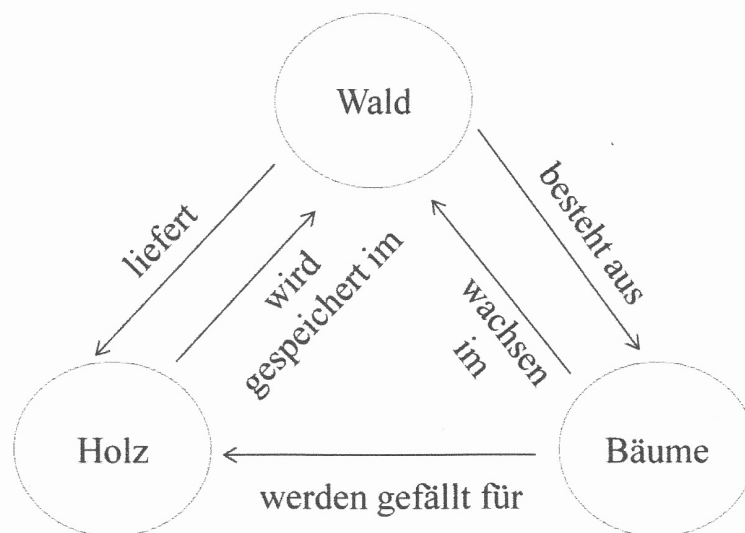 Wald
liefert
wird
gespeichert im
wachsen
im
besteht aus
Holz
Bäume
werden gefällt für